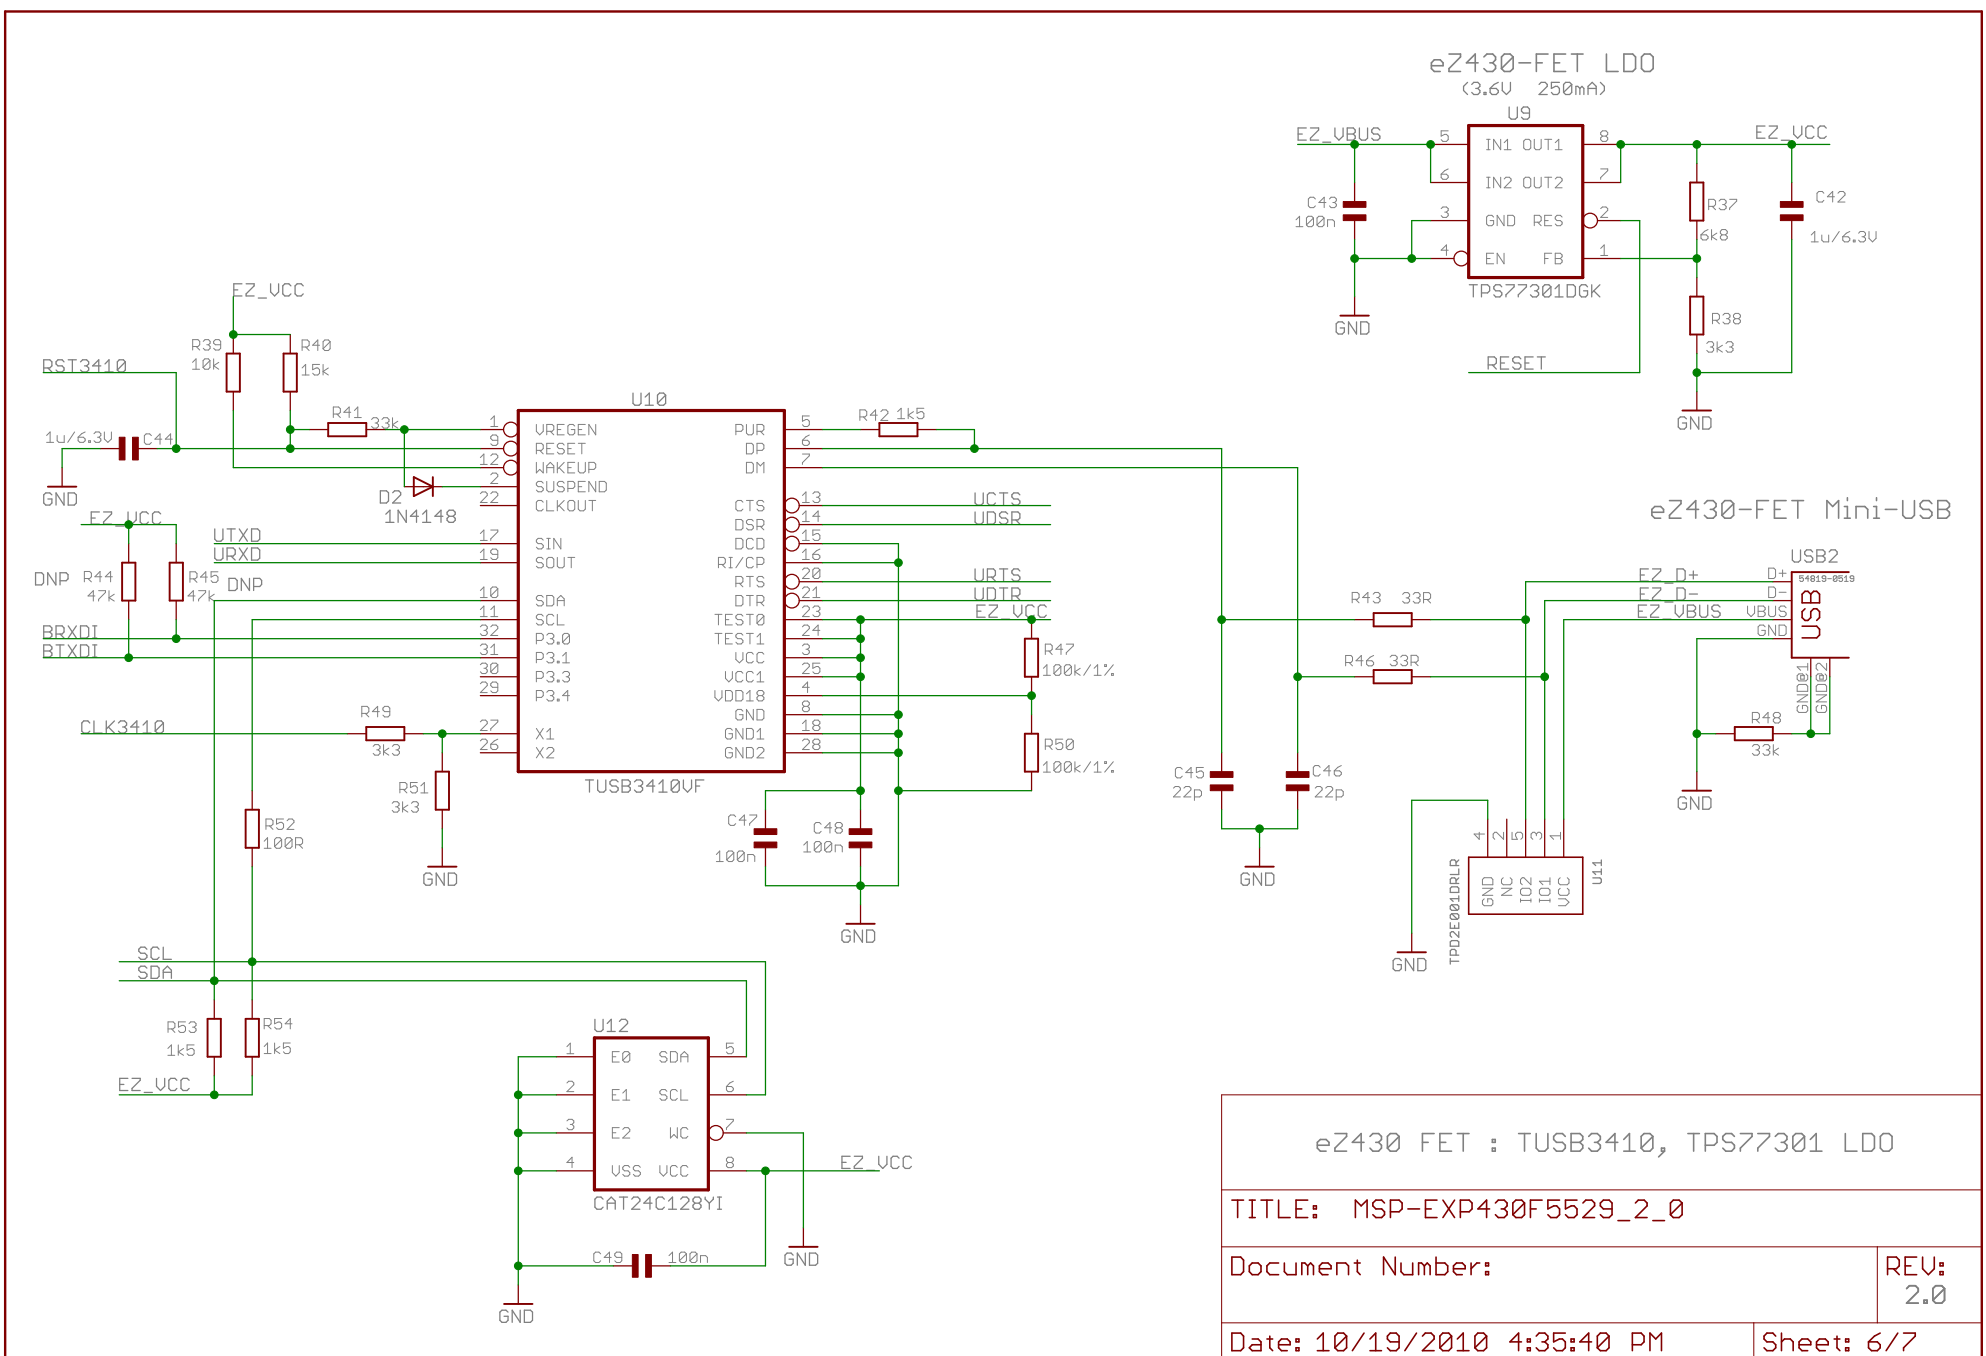 eZ430-FET LDO
(3.6V 250mA)
U9
EZ_VBUS
5 IN1 OUT1 8
EZ_VCC
6 IN2 OUT2 7
3 GND RES 2
4 EN FB 1
TPS77301DGK
C43
100n
GND
R37
6k8
C42
1u/6.3V
R38
3k3
RESET
GND
EZ_VCC
R39
10k
R40
15k
RST3410
R41 33k
1u/6.3V C44
GND
D2
1N4148
U10
1 VREGEN
9 RESET
12 WAKEUP
2 SUSPEND
22 CLKOUT
17 SIN
19 SOUT
10 SDA
11 SCL
32 P3.0
31 P3.1
30 P3.3
29 P3.4
27 X1
26 X2
PUR 5
DP 6
DM 7
CTS 13
DSR 14
DCD 15
RI/CP 16
RTS 20
DTR 21
TEST0 23
TEST1 24
VCC 3
VCC1 25
VDD18 4
GND 8
GND1 18
GND2 28
TUSB3410VF
R42 1k5
UCTS
UDSR
URTS
UDTR
EZ_VCC
R47
100k/1%
R50
100k/1%
EZ_VCC
UTXD
URXD
DNP R44
47k
R45 DNP
47k
BRXDI
BTXDI
CLK3410
R49
3k3
R51
3k3
GND
R52
100R
C47
100n
C48
100n
GND
eZ430-FET Mini-USB
USB2
54819-0519
USB
EZ_D+ D+
EZ_D- D-
EZ_VBUS VBUS
GND
GND@1
GND@2
R43 33R
R46 33R
R48
33k
GND
C45
22p
C46
22p
GND
4 2 5 3 1
GND NC IO2 IO1 VCC
U11
TPD2E001DRLR
GND
SCL
SDA
R53
1k5
R54
1k5
EZ_VCC
U12
1 E0 SDA 5
2 E1 SCL 6
3 E2 WC 7
4 VSS VCC 8
EZ_VCC
CAT24C128YI
C49 100n
GND
GND
eZ430 FET : TUSB3410, TPS77301 LDO
TITLE: MSP-EXP430F5529_2_0
Document Number:
REV:
2.0
Date: 10/19/2010 4:35:40 PM
Sheet: 6/7